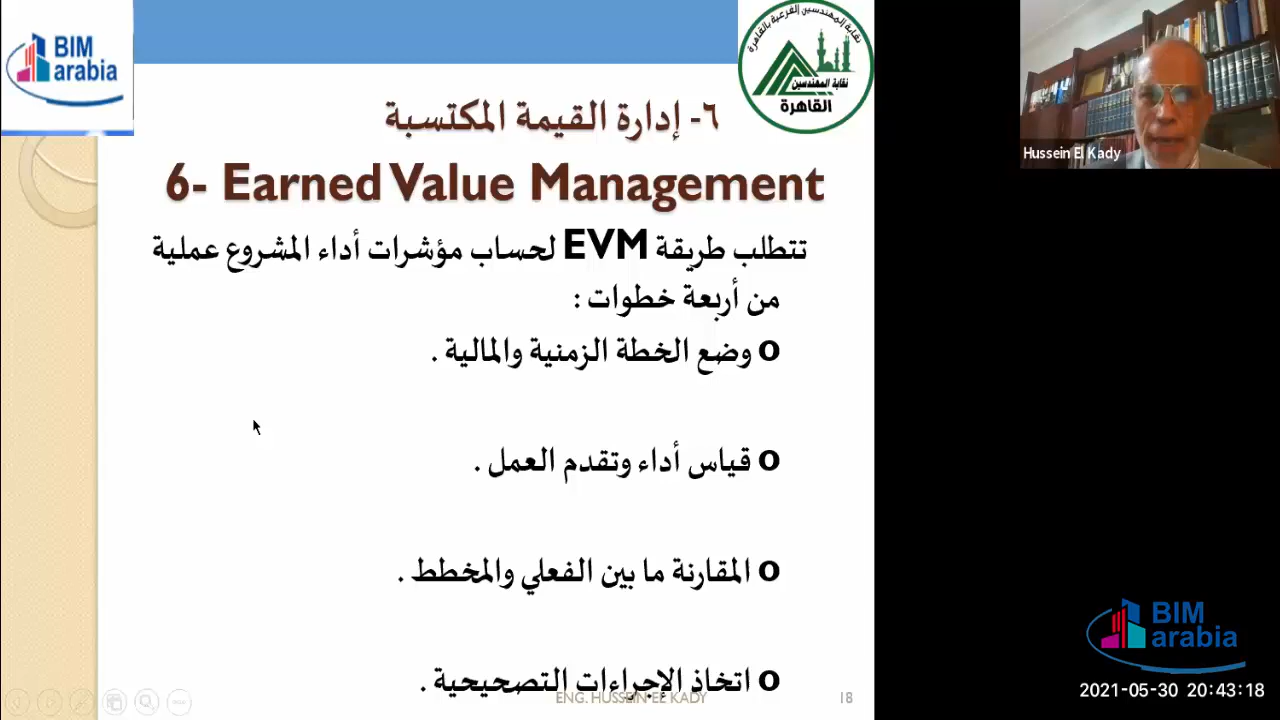 BIM
arabia
نقابة المهندسين الفرعية بالقاهرة
نقابة المهندسين
القاهرة
٦- إدارة القيمة المكتسبة
6- Earned Value Management
تتطلب طريقة EVM لحساب مؤشرات أداء المشروع عملية
من أربعة خطوات :
o وضع الخطة الزمنية والمالية .
o قياس أداء وتقدم العمل .
o المقارنة ما بين الفعلي والمخطط .
o اتخاذ الإجراءات التصحيحية .
ENG. HUSSEIN EL KADY
18
Hussein El Kady
BIM
arabia
2021-05-30 20:43:18